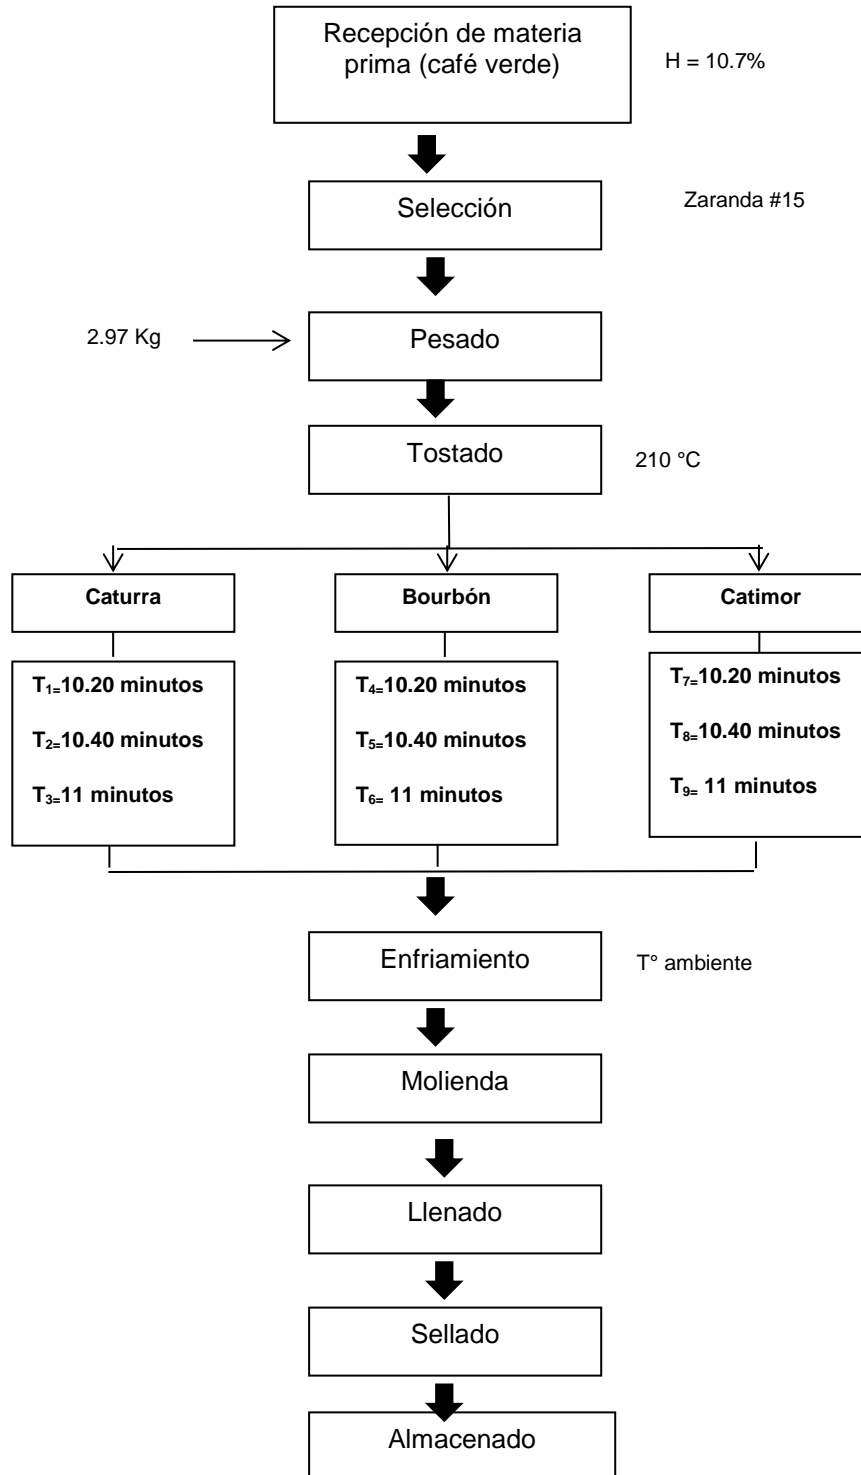 Recepción de materia
prima (café verde)
H = 10.7%
Selección
Zaranda #15
2.97 Kg
Pesado
Tostado
210 °C
Caturra
Bourbón
Catimor
T₁=10.20 minutos
T₂=10.40 minutos
T₃=11 minutos
T₄=10.20 minutos
T₅=10.40 minutos
T₆= 11 minutos
T₇=10.20 minutos
T₈=10.40 minutos
T₉= 11 minutos
Enfriamiento
T° ambiente
Molienda
Llenado
Sellado
Almacenado